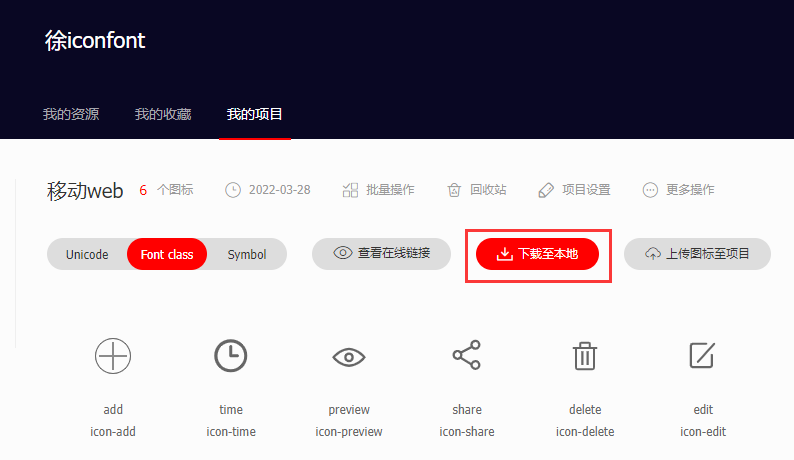 徐iconfont
我的资源 我的收藏 我的项目
移动web 6 个图标 2022-03-28 批量操作 回收站 项目设置 更多操作
Unicode Font class Symbol 查看在线链接 下载至本地 上传图标至项目
add time preview share delete edit
icon-add icon-time icon-preview icon-share icon-delete icon-edit